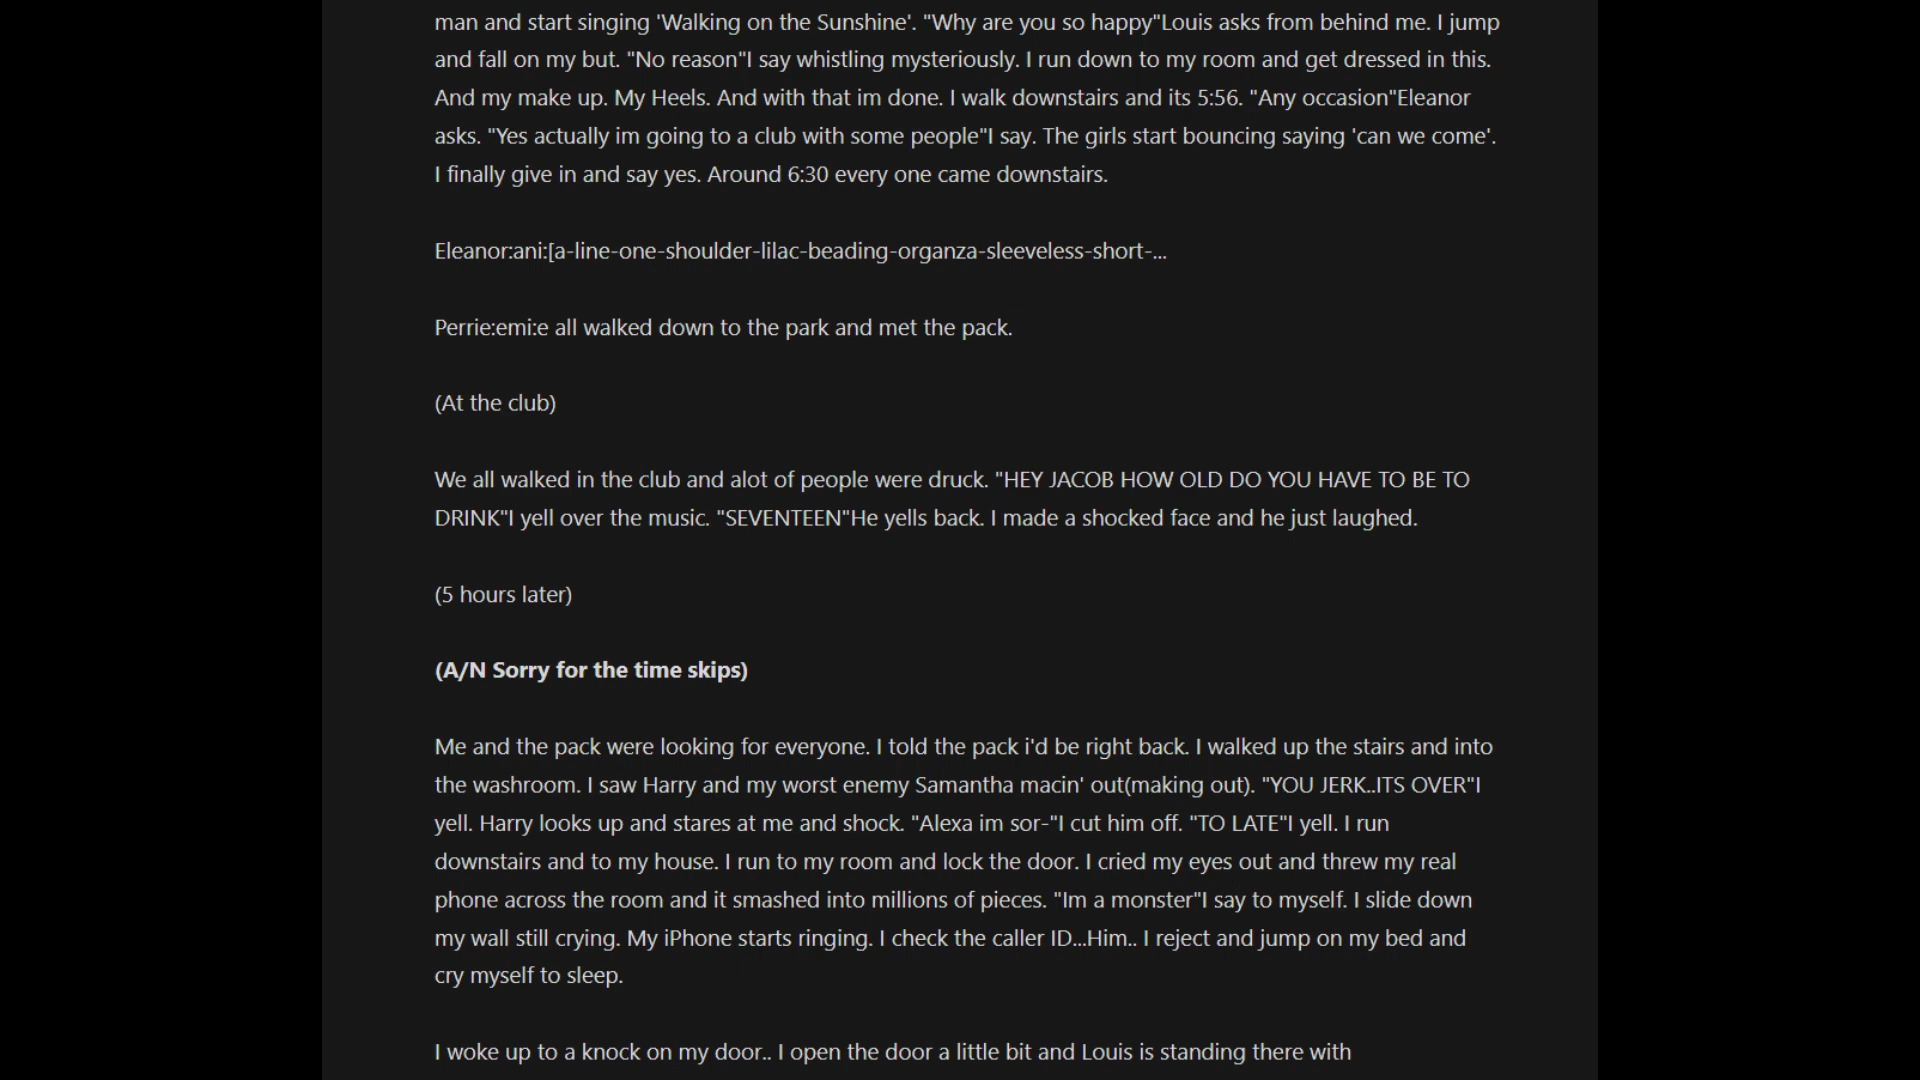 man and start singing 'Walking on the Sunshine'. "Why are you so happy"Louis asks from behind me. I jump
and fall on my but. "No reason"I say whistling mysteriously. I run down to my room and get dressed in this.
And my make up. My Heels. And with that im done. I walk downstairs and its 5:56. "Any occasion"Eleanor
asks. "Yes actually im going to a club with some people"I say. The girls start bouncing saying 'can we come'.
I finally give in and say yes. Around 6:30 every one came downstairs.
Eleanor:ani:[a-line-one-shoulder-lilac-beading-organza-sleeveless-short-...
Perrie:emi:e all walked down to the park and met the pack.
(At the club)
We all walked in the club and alot of people were druck. "HEY JACOB HOW OLD DO YOU HAVE TO BE TO
DRINK"I yell over the music. "SEVENTEEN"He yells back. I made a shocked face and he just laughed.
(5 hours later)
(A/N Sorry for the time skips)
Me and the pack were looking for everyone. I told the pack i'd be right back. I walked up the stairs and into
the washroom. I saw Harry and my worst enemy Samantha macin' out(making out). "YOU JERK..ITS OVER"I
yell. Harry looks up and stares at me and shock. "Alexa im sor-"I cut him off. "TO LATE"I yell. I run
downstairs and to my house. I run to my room and lock the door. I cried my eyes out and threw my real
phone across the room and it smashed into millions of pieces. "Im a monster"I say to myself. I slide down
my wall still crying. My iPhone starts ringing. I check the caller ID...Him.. I reject and jump on my bed and
cry myself to sleep.
I woke up to a knock on my door.. I open the door a little bit and Louis is standing there with